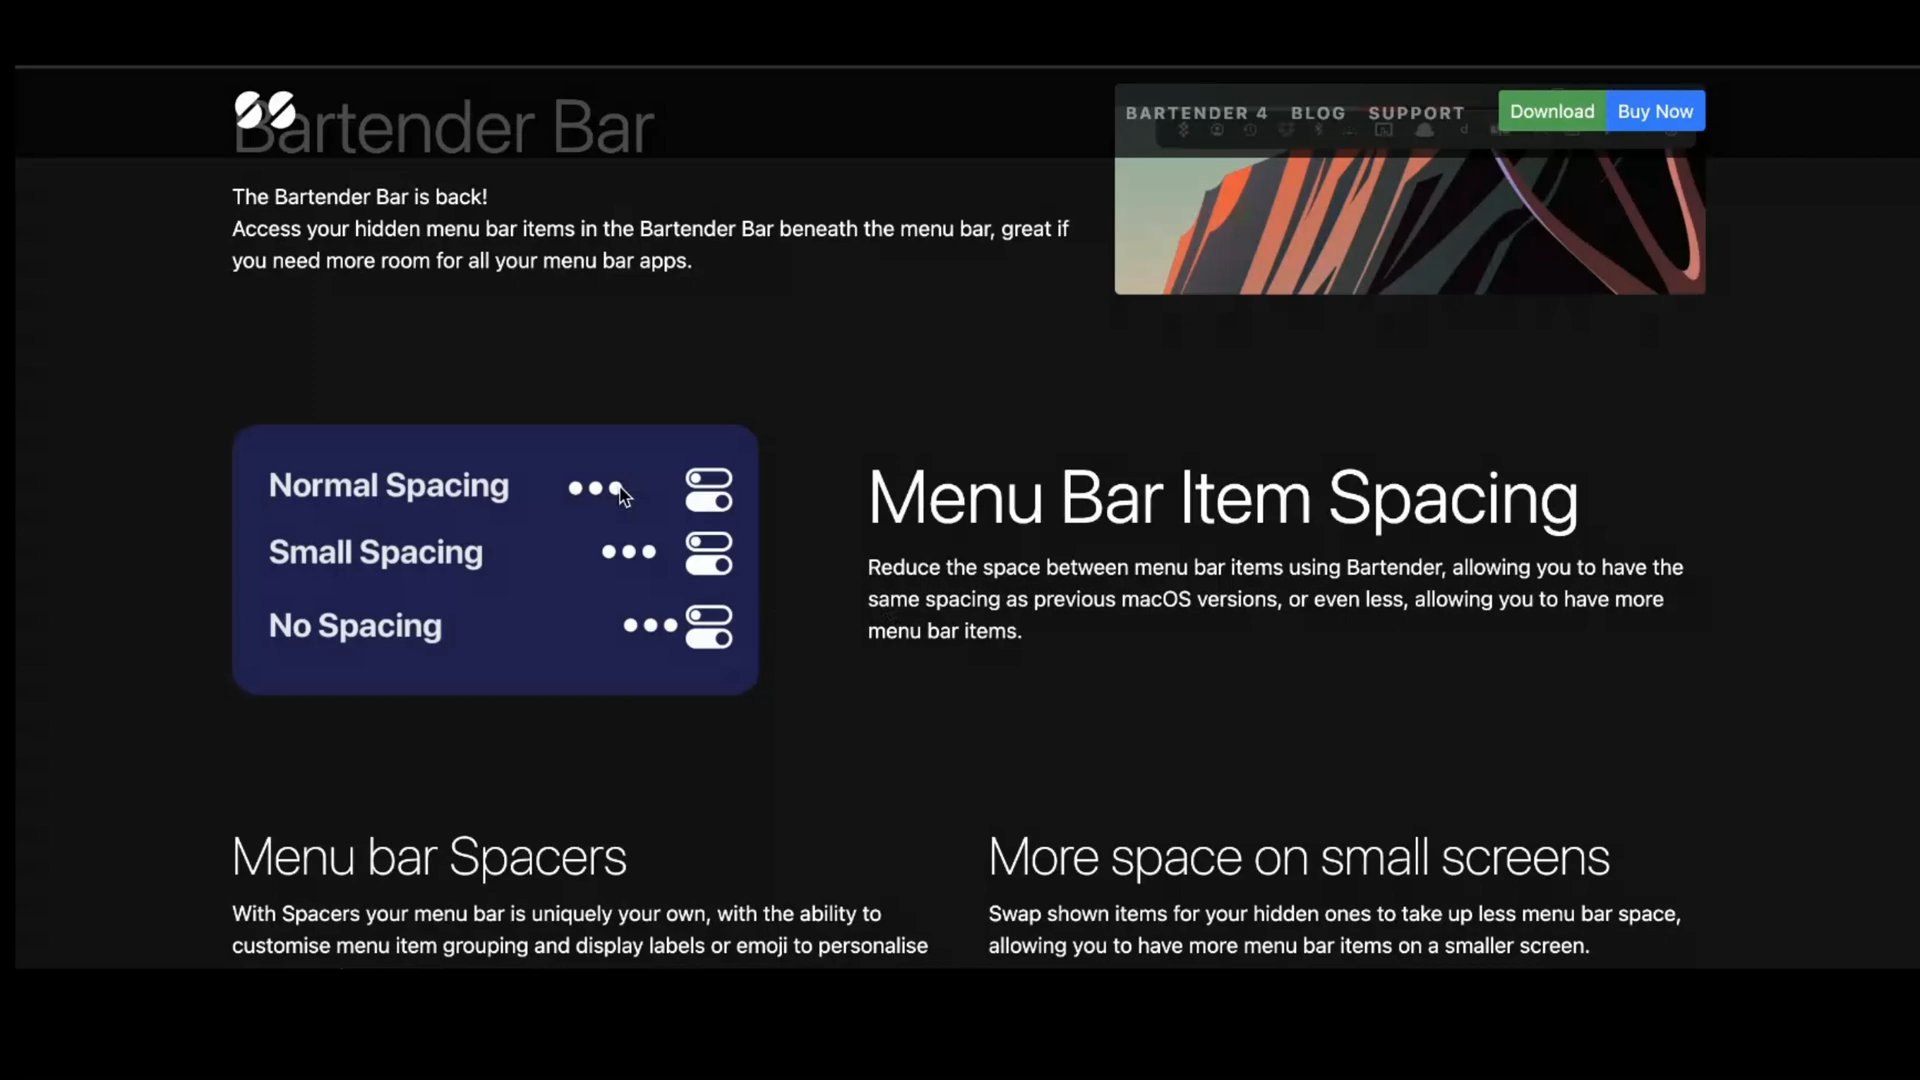 Bartender Bar
BARTENDER 4 BLOG SUPPORT Download Buy Now
The Bartender Bar is back!
Access your hidden menu bar items in the Bartender Bar beneath the menu bar, great if
you need more room for all your menu bar apps.
Normal Spacing
Small Spacing
No Spacing
Menu Bar Item Spacing
Reduce the space between menu bar items using Bartender, allowing you to have the
same spacing as previous macOS versions, or even less, allowing you to have more
menu bar items.
Menu bar Spacers
With Spacers your menu bar is uniquely your own, with the ability to
customise menu item grouping and display labels or emoji to personalise
More space on small screens
Swap shown items for your hidden ones to take up less menu bar space,
allowing you to have more menu bar items on a smaller screen.